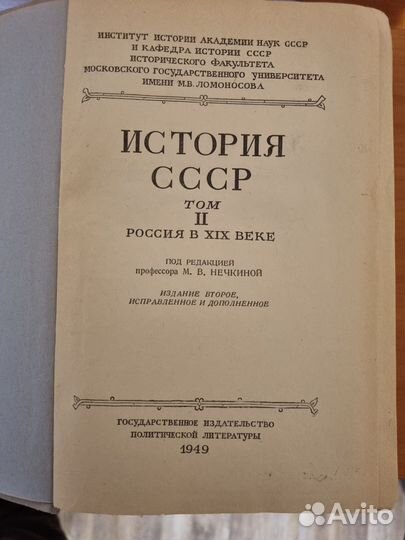 ИНСТИТУТ ИСТОРИИ АКАДЕМИИ НАУК СССР
И КАФЕДРА ИСТОРИИ СССР
ИСТОРИЧЕСКОГО ФАКУЛЬТЕТА
МОСКОВСКОГО ГОСУДАРСТВЕННОГО УНИВЕРСИТЕТА
ИМЕНИ М.В. ЛОМОНОСОВА
ИСТОРИЯ
СССР
ТОМ
II
РОССИЯ В XIX ВЕКЕ
ПОД РЕДАКЦИЕЙ
профессора М. В. НЕЧКИНОЙ
ИЗДАНИЕ ВТОРОЕ,
ИСПРАВЛЕННОЕ И ДОПОЛНЕННОЕ
ГОСУДАРСТВЕННОЕ ИЗДАТЕЛЬСТВО
ПОЛИТИЧЕСКОЙ ЛИТЕРАТУРЫ
1949
Avito